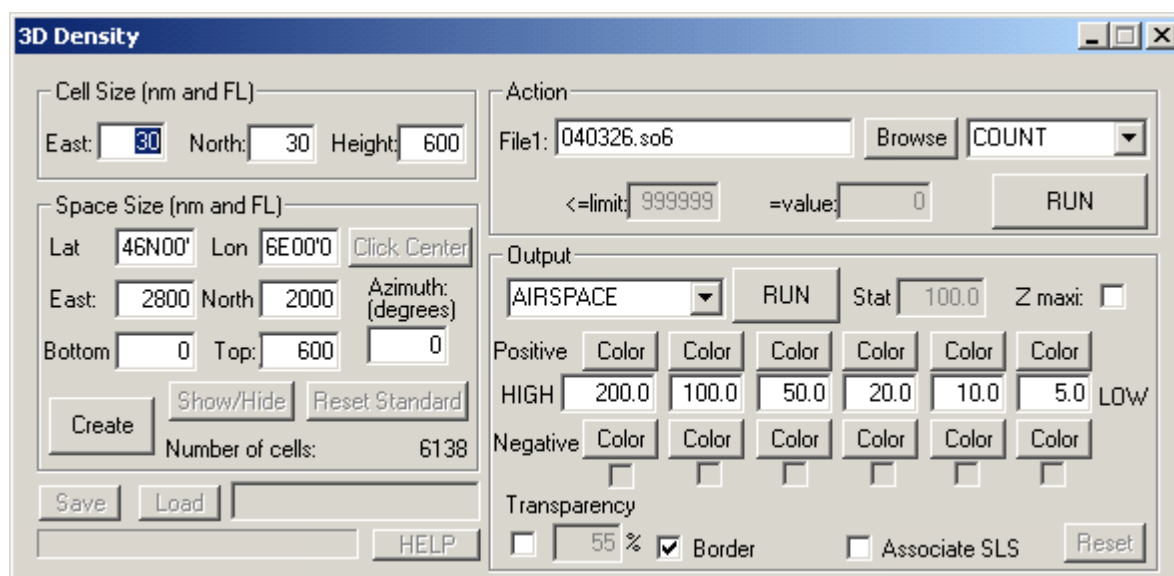 3D Density
Cell Size (nm and FL)
East: 30 North: 30 Height: 600
Space Size (nm and FL)
Lat 46N00' Lon 6E00'0 Click Center
East: 2800 North 2000 Azimuth: (degrees)
Bottom 0 Top: 600 0
Create Show/Hide Reset Standard
Number of cells: 6138
Save Load
HELP
Action
File1: 040326.so6 Browse COUNT
<=limit: 999999 =value: 0 RUN
Output
AIRSPACE RUN Stat 100.0 Z maxi:
Positive Color Color Color Color Color Color
HIGH 200.0 100.0 50.0 20.0 10.0 5.0 LOW
Negative Color Color Color Color Color Color
Transparency
55 % Border Associate SLS Reset